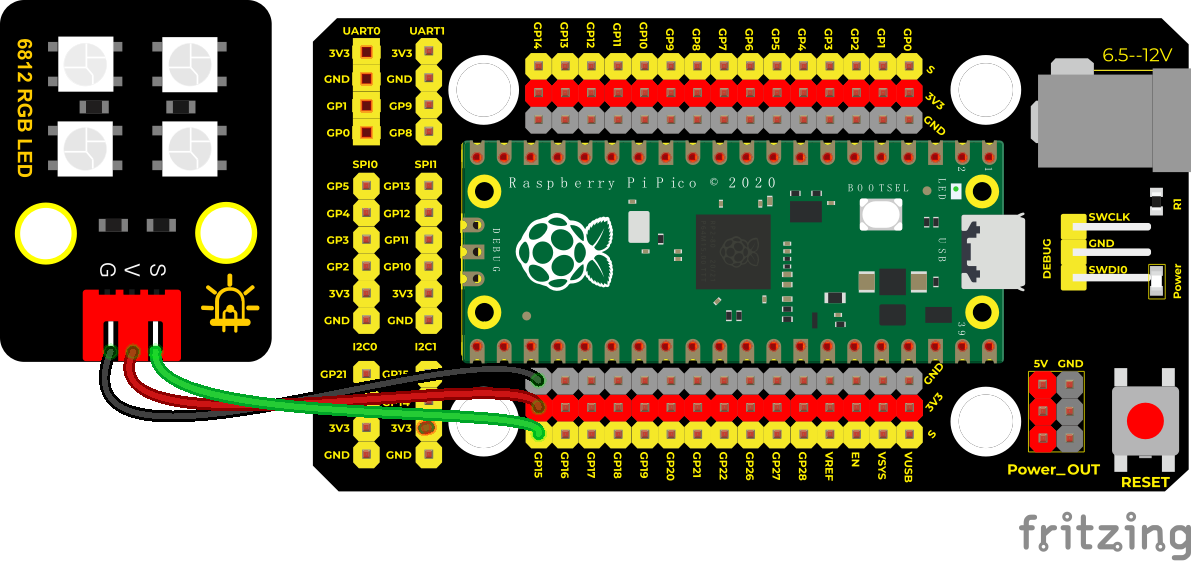 6812 RGB LED
G V S
UART0
3V3
GND
GP1
GP0
UART1
3V3
GND
GP9
GP8
SPI0
GP5
GP4
GP3
GP2
3V3
GND
SPI1
GP13
GP12
GP11
GP10
3V3
GND
I2C0
GP21
3V3
GND
I2C1
3V3
GND
GP14 GP13 GP12 GP11 GP10 GP9 GP8 GP7 GP6 GP5 GP4 GP3 GP2 GP1 GP0
S
3V3
GND
Raspberry Pi Pico © 2020
BOOTSEL
LED
2
1
DEBUG
USB
39
GND
3V3
S
GP15 GP16 GP17 GP18 GP19 GP20 GP22 GP26 GP27 GP28 VREF EN VSYS VUSB
6.5--12V
R1
SWCLK
GND
SWDI0
DEBUG
Power
5V GND
Power_OUT
RESET
fritzing